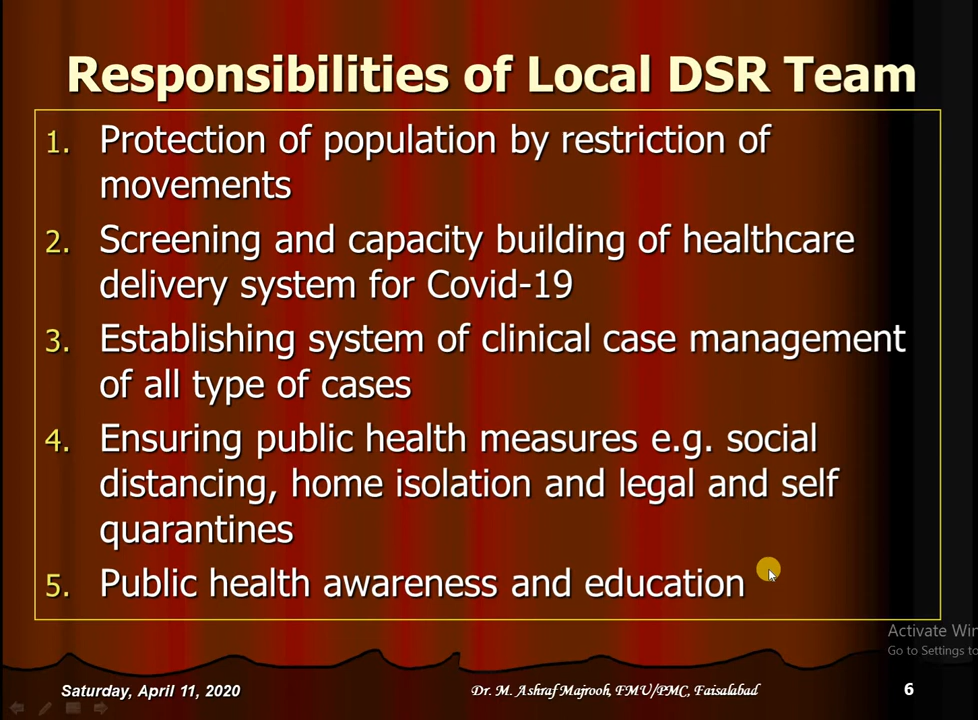 Responsibilities of Local DSR Team
1. Protection of population by restriction of
movements
2. Screening and capacity building of healthcare
delivery system for Covid-19
3. Establishing system of clinical case management
of all type of cases
4. Ensuring public health measures e.g. social
distancing, home isolation and legal and self
quarantines
5. Public health awareness and education
Activate Win
Go to Settings to
Saturday, April 11, 2020
Dr. M. Ashraf Majrooh, FMU/PMC, Faisalabad
6